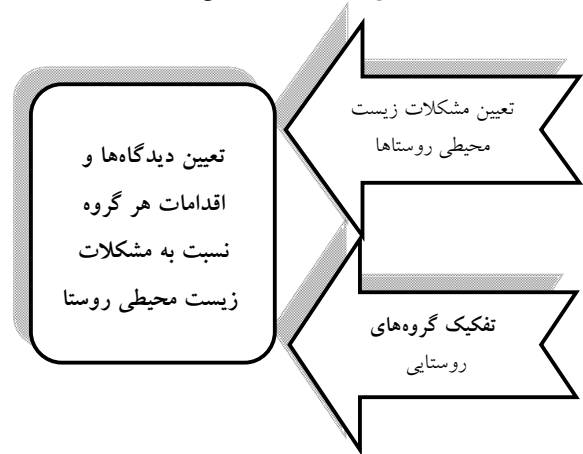 تعیین مشکلات زیست
محیطی روستاها
تفکیک گروه‌های
روستایی
تعیین دیدگاه‌ها و
اقدامات هر گروه
نسبت به مشکلات
زیست محیطی روستا